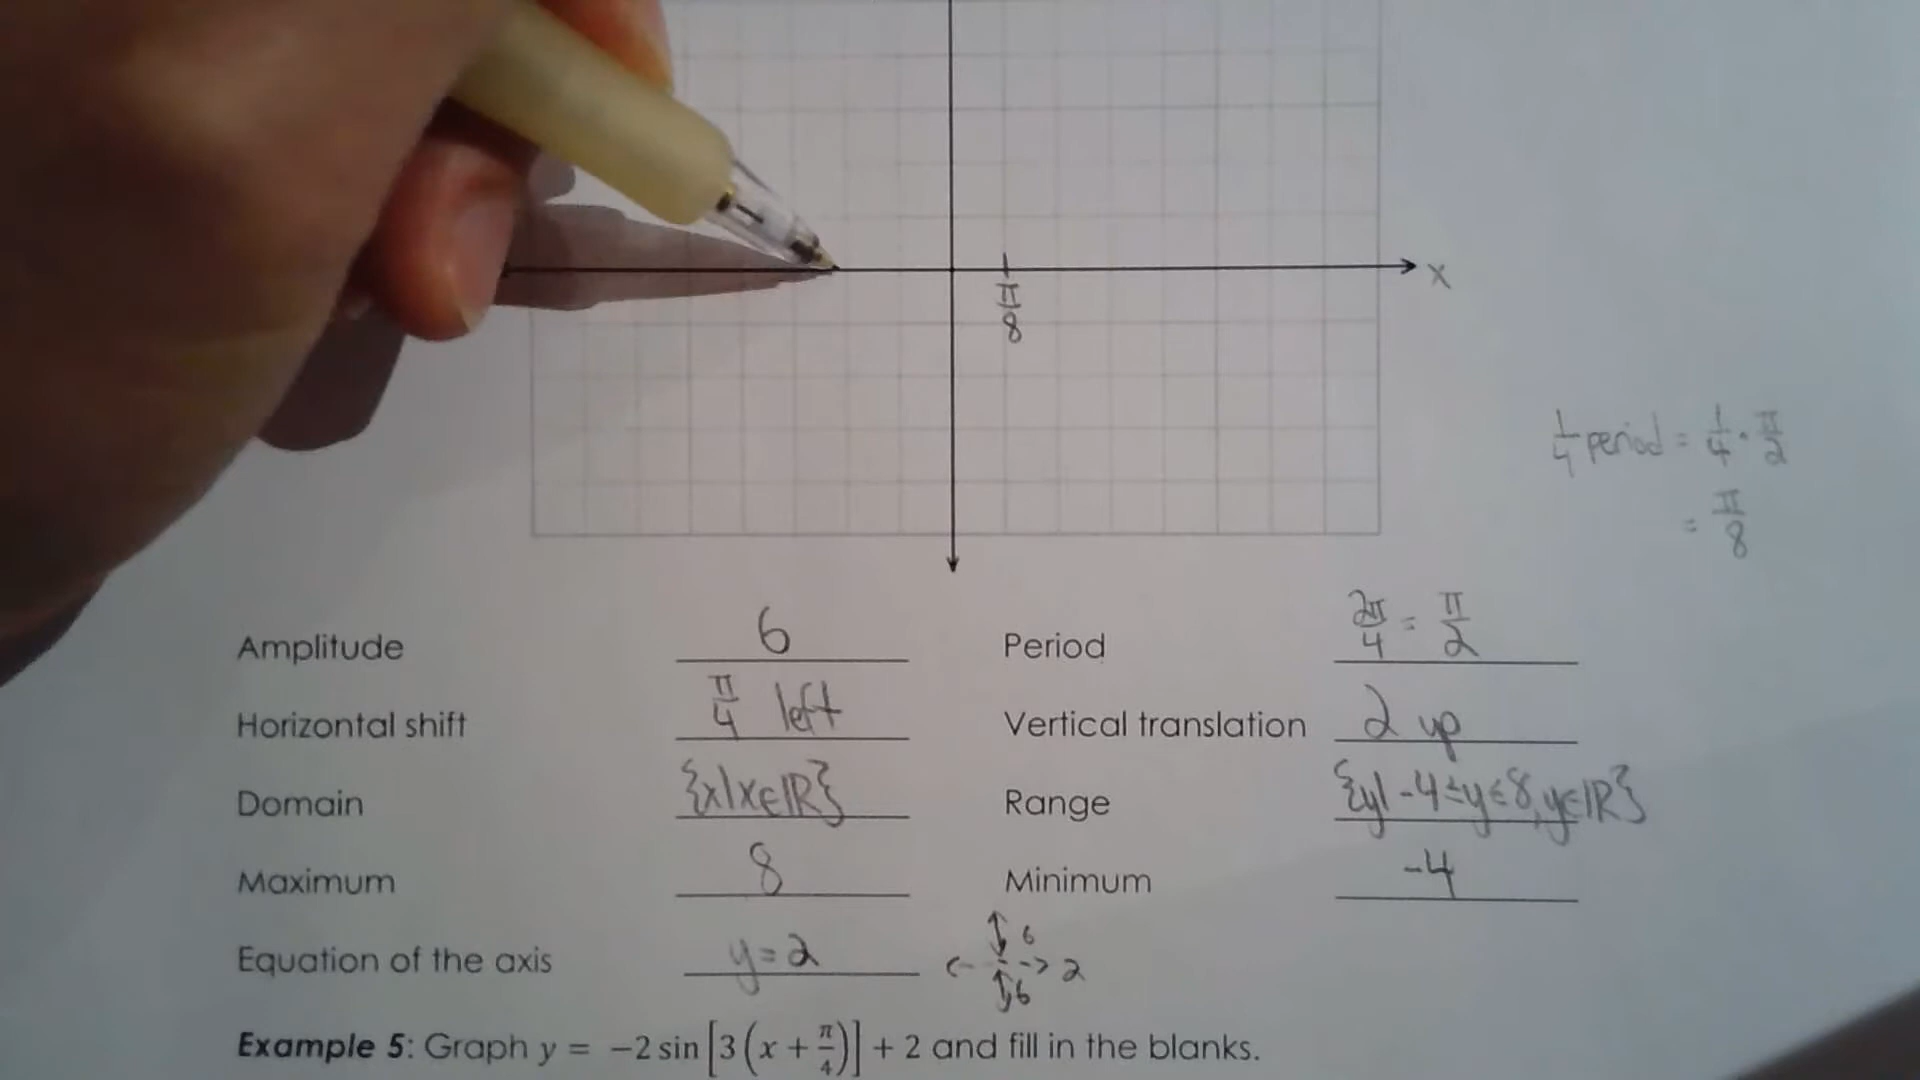 x
π/8
1/4 period = 1/4 · π/2
= π/8
Amplitude 6 Period 2π/4 = π/2
Horizontal shift π/4 left Vertical translation 2 up
Domain {x|x∈ℝ} Range {y|-4≤y≤8, y∈ℝ}
Maximum 8 Minimum -4
6
Equation of the axis y=2 2
6
Example 5: Graph y = −2 sin [3(x + π/4)] + 2 and fill in the blanks.